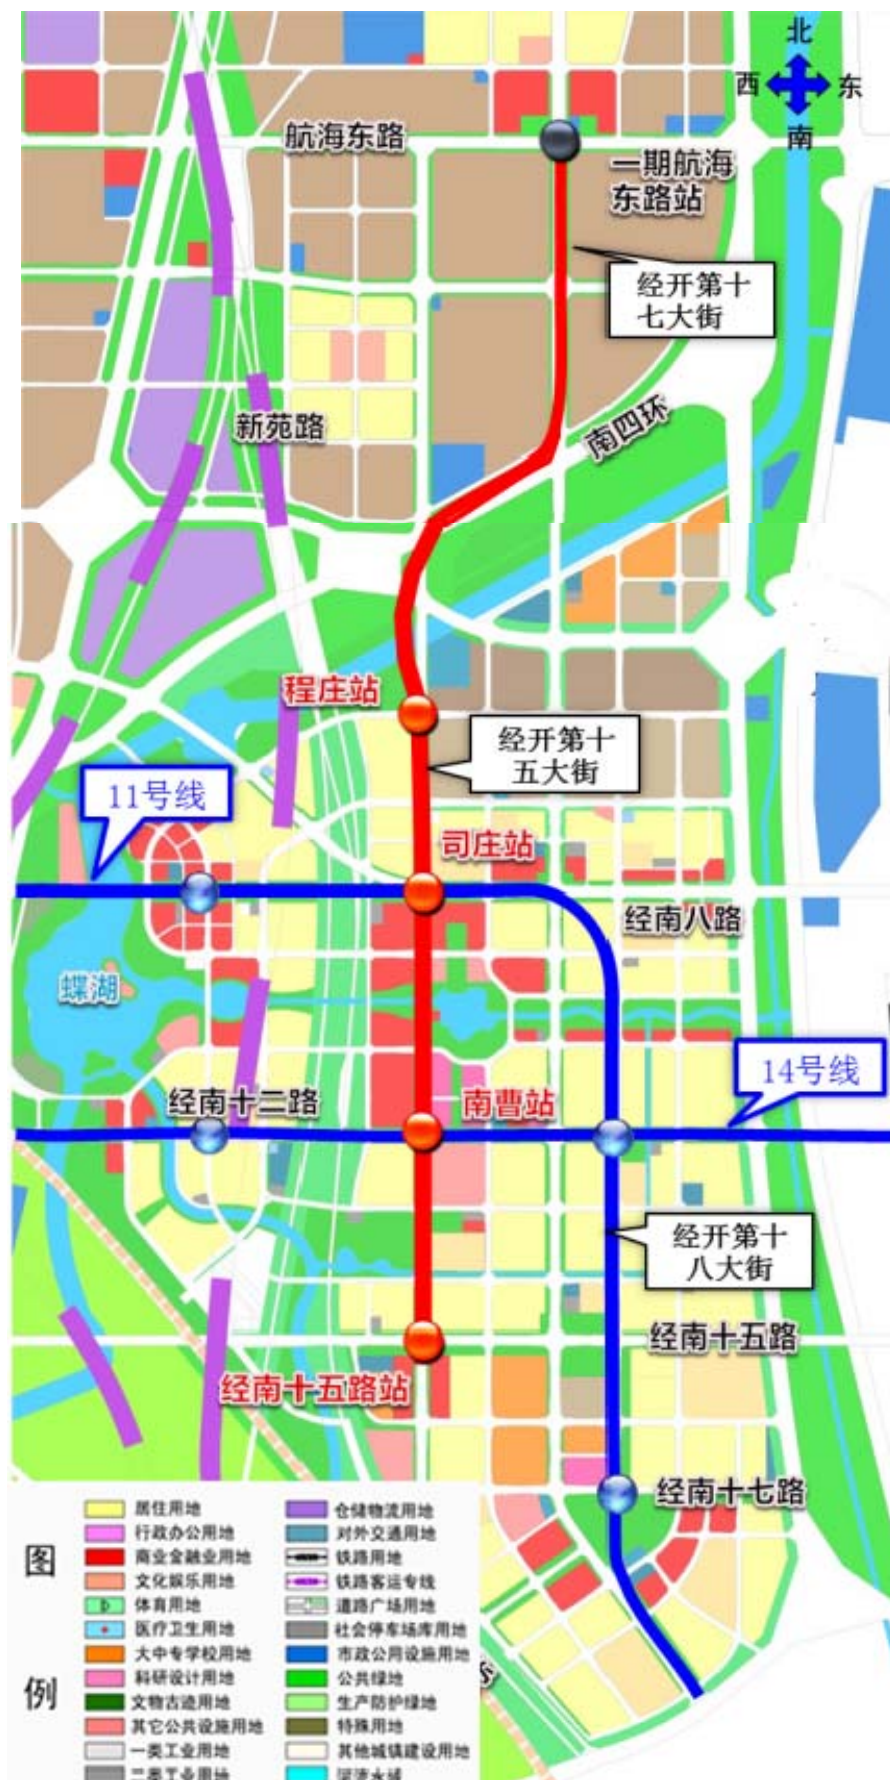 北
西
东
南
航海东路
一期航海
东路站
经开第十
七大街
南四环
新苑路
程庄站
经开第十
五大街
11号线
司庄站
经南八路
蝶湖
14号线
经南十二路
南曹站
经开第十
八大街
经南十五路
经南十五路站
经南十七路
图
例
居住用地
行政办公用地
商业金融业用地
文化娱乐用地
体育用地
医疗卫生用地
大中专学校用地
科研设计用地
文物古迹用地
其它公共设施用地
一类工业用地
二类工业用地
仓储物流用地
对外交通用地
铁路用地
铁路客运专线
道路广场用地
社会停车场库用地
市政公用设施用地
公共绿地
生产防护绿地
特殊用地
其他城镇建设用地
河流水域